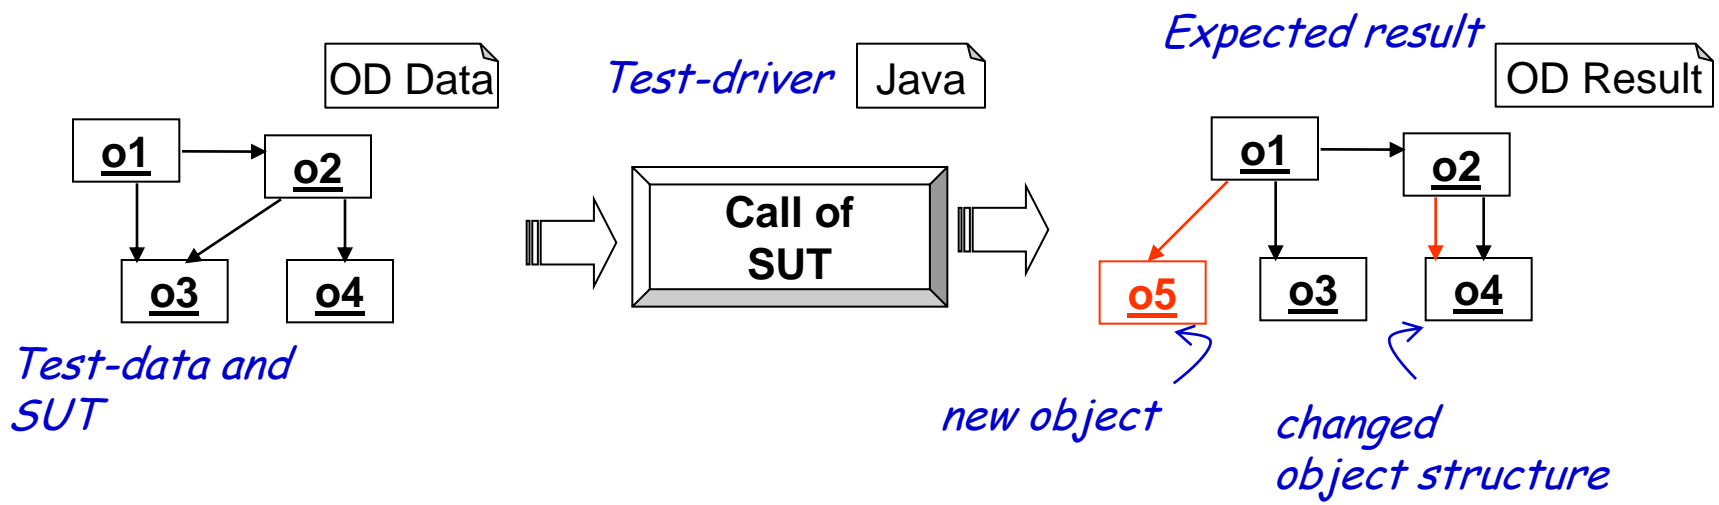 OD Data
o1
o2
o3
o4
Test-data and
SUT
Test-driver
Java
Call of
SUT
Expected result
OD Result
o1
o2
o5
o3
o4
new object
changed
object structure